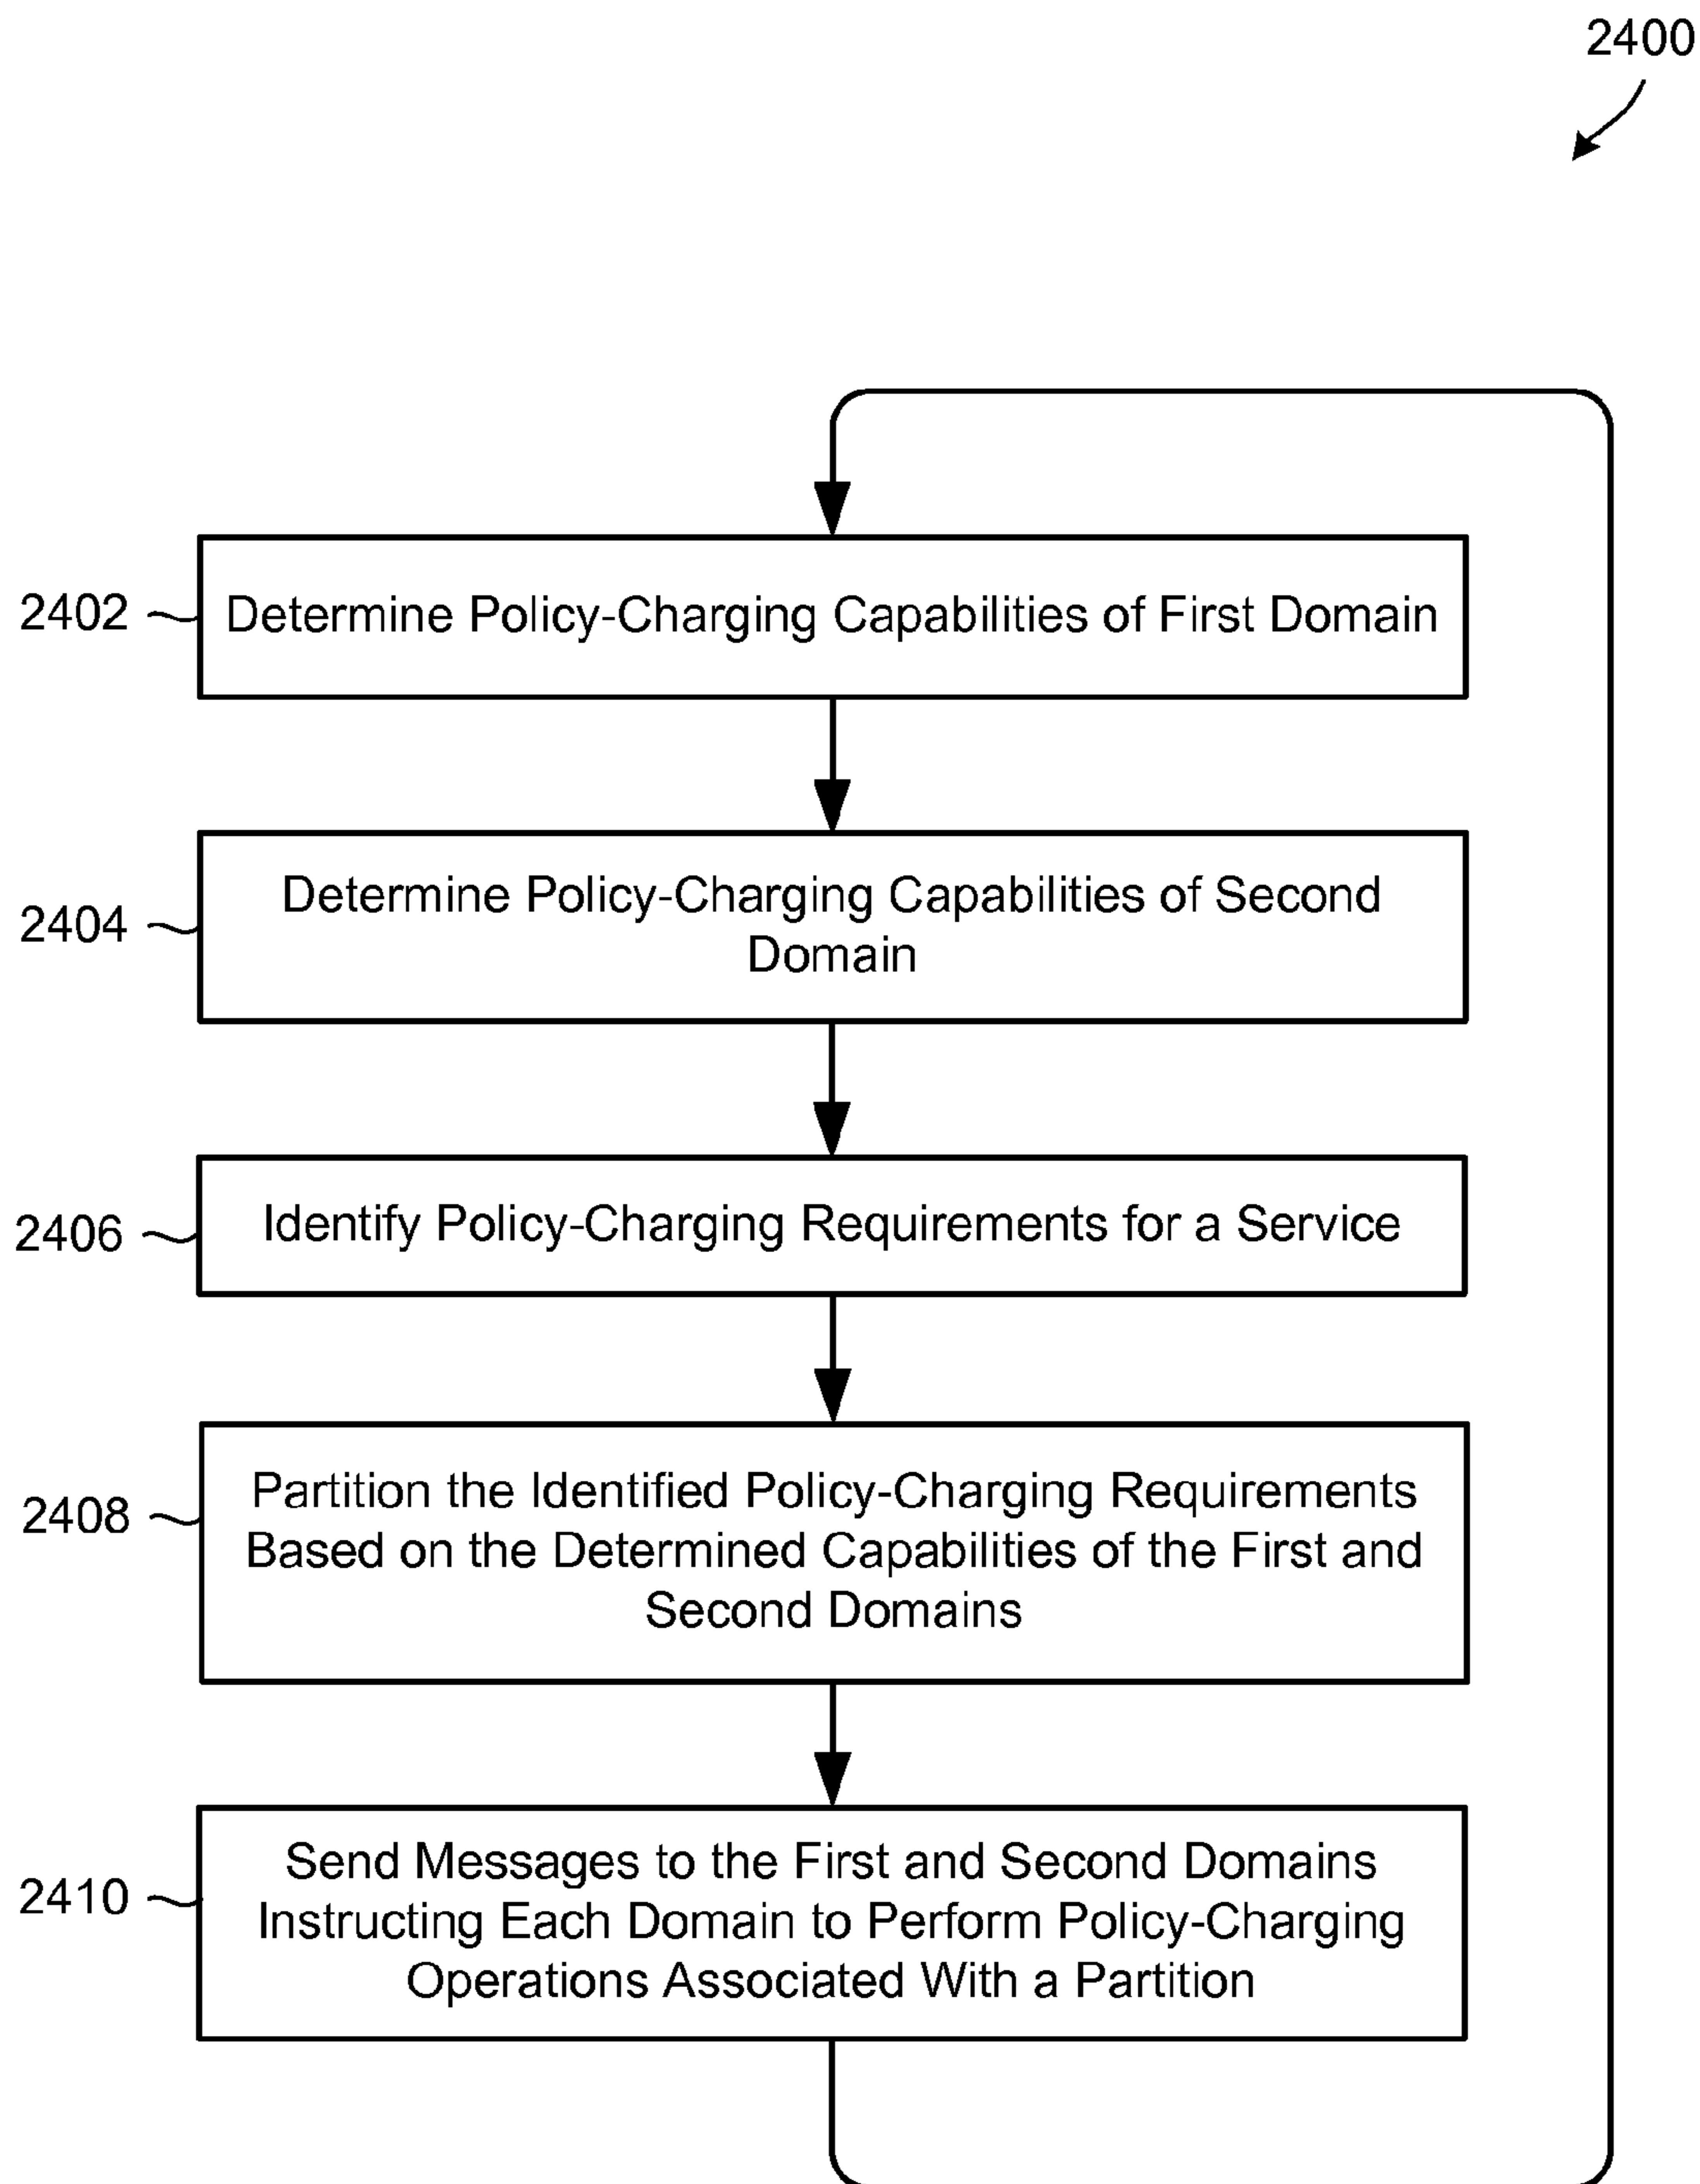 2400
2402
Determine Policy-Charging Capabilities of First Domain
2404
Determine Policy-Charging Capabilities of Second
Domain
2406
Identify Policy-Charging Requirements for a Service
2408
Partition the Identified Policy-Charging Requirements
Based on the Determined Capabilities of the First and
Second Domains
2410
Send Messages to the First and Second Domains
Instructing Each Domain to Perform Policy-Charging
Operations Associated With a Partition